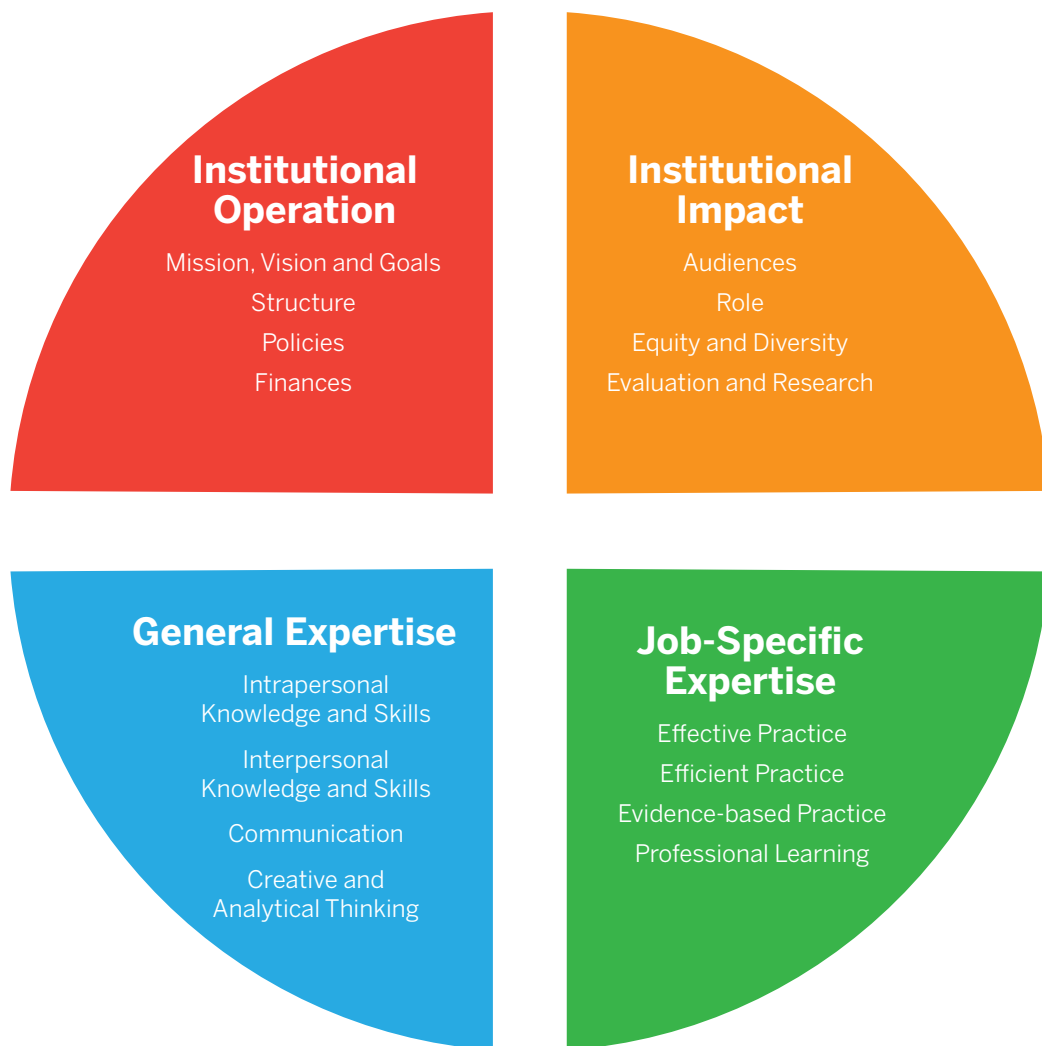 Institutional
Operation
Mission, Vision and Goals
Structure
Policies
Finances
Institutional
Impact
Audiences
Role
Equity and Diversity
Evaluation and Research
General Expertise
Intrapersonal
Knowledge and Skills
Interpersonal
Knowledge and Skills
Communication
Creative and
Analytical Thinking
Job-Specific
Expertise
Effective Practice
Efficient Practice
Evidence-based Practice
Professional Learning